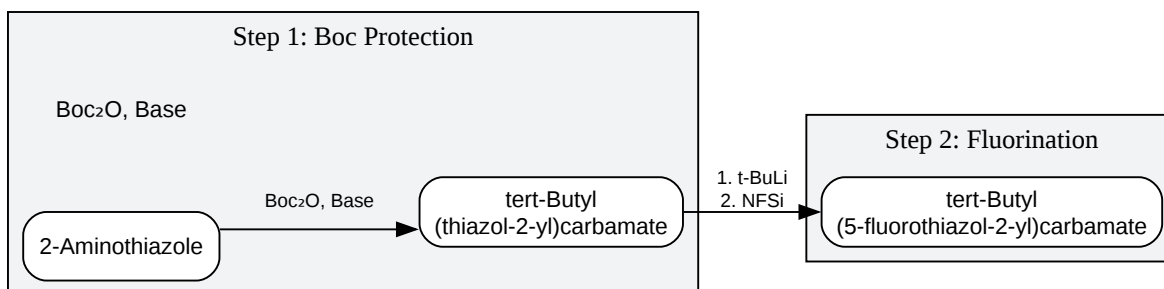 Step 1: Boc Protection
Boc₂O, Base
2-Aminothiazole
Boc₂O, Base
tert-Butyl
(thiazol-2-yl)carbamate
1. t-BuLi
2. NFSi
Step 2: Fluorination
tert-Butyl
(5-fluorothiazol-2-yl)carbamate